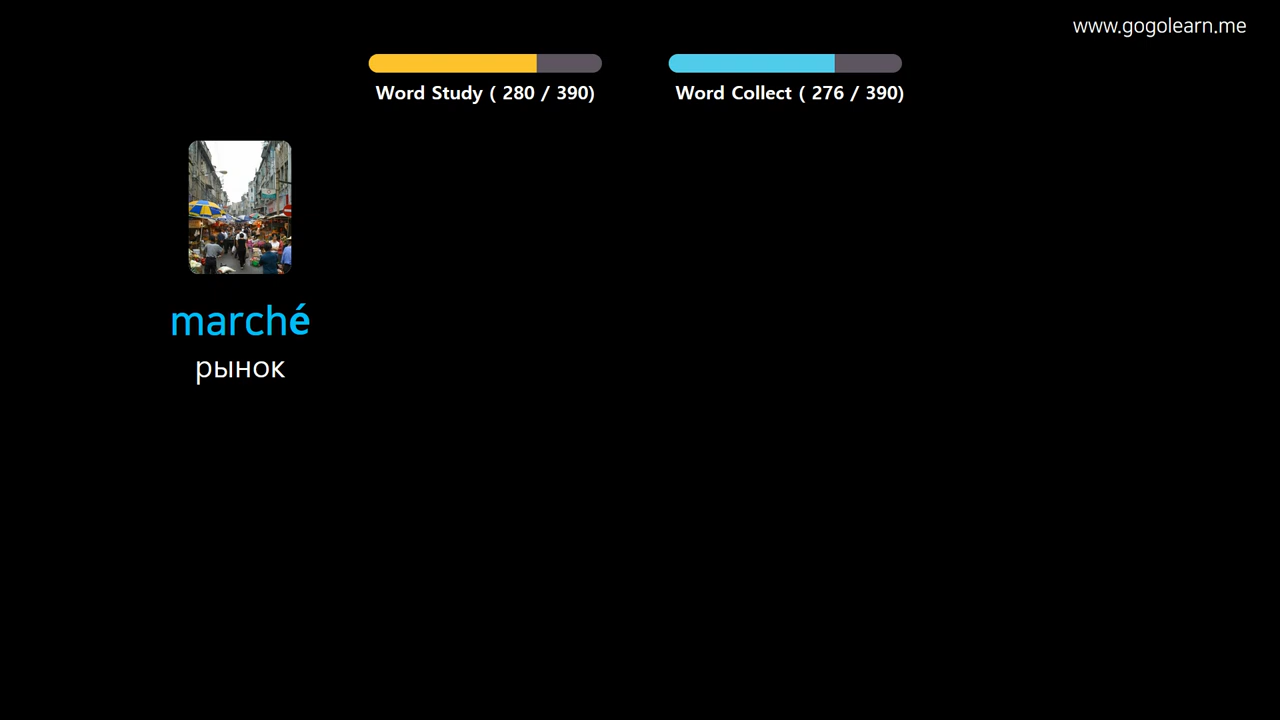 www.gogolearn.me
Word Study ( 280 / 390)
Word Collect ( 276 / 390)
marché
рынок